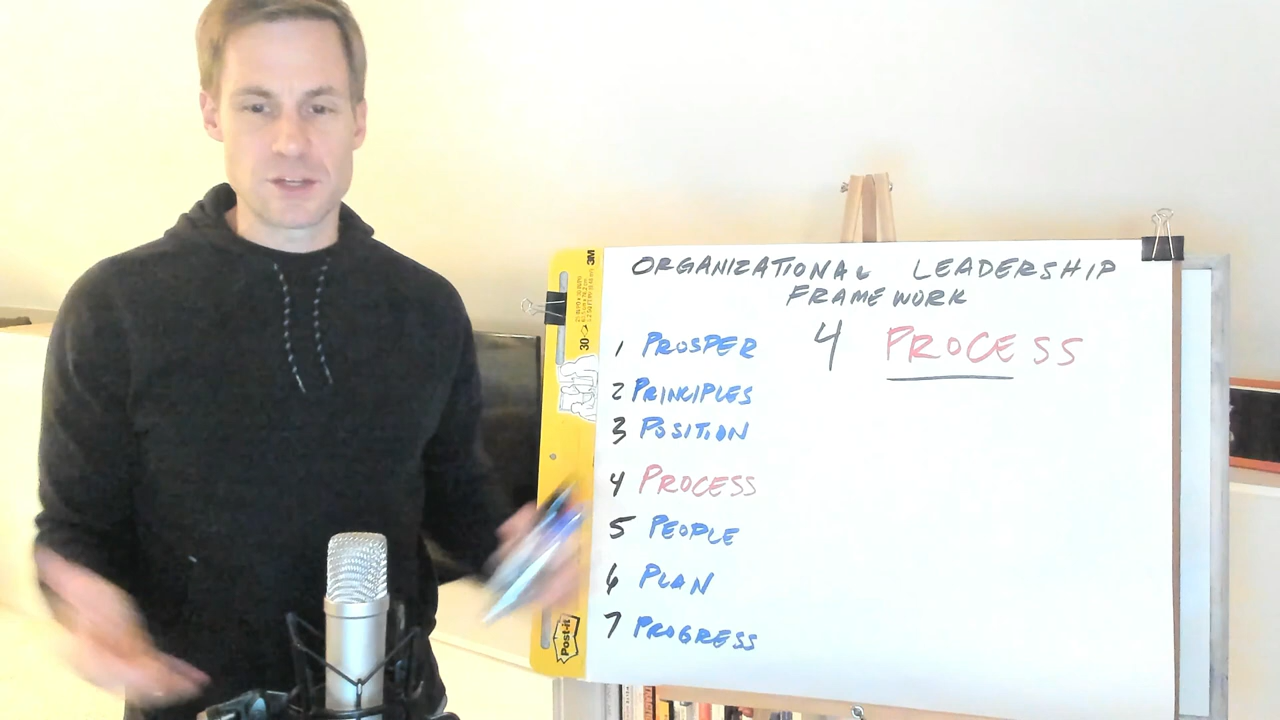 ORGANIZATIONAL LEADERSHIP
FRAMEWORK
4 PROCESS
1 PROSPER
2 PRINCIPLES
3 POSITION
4 PROCESS
5 PEOPLE
6 PLAN
7 PROGRESS
3M
30
Post-it